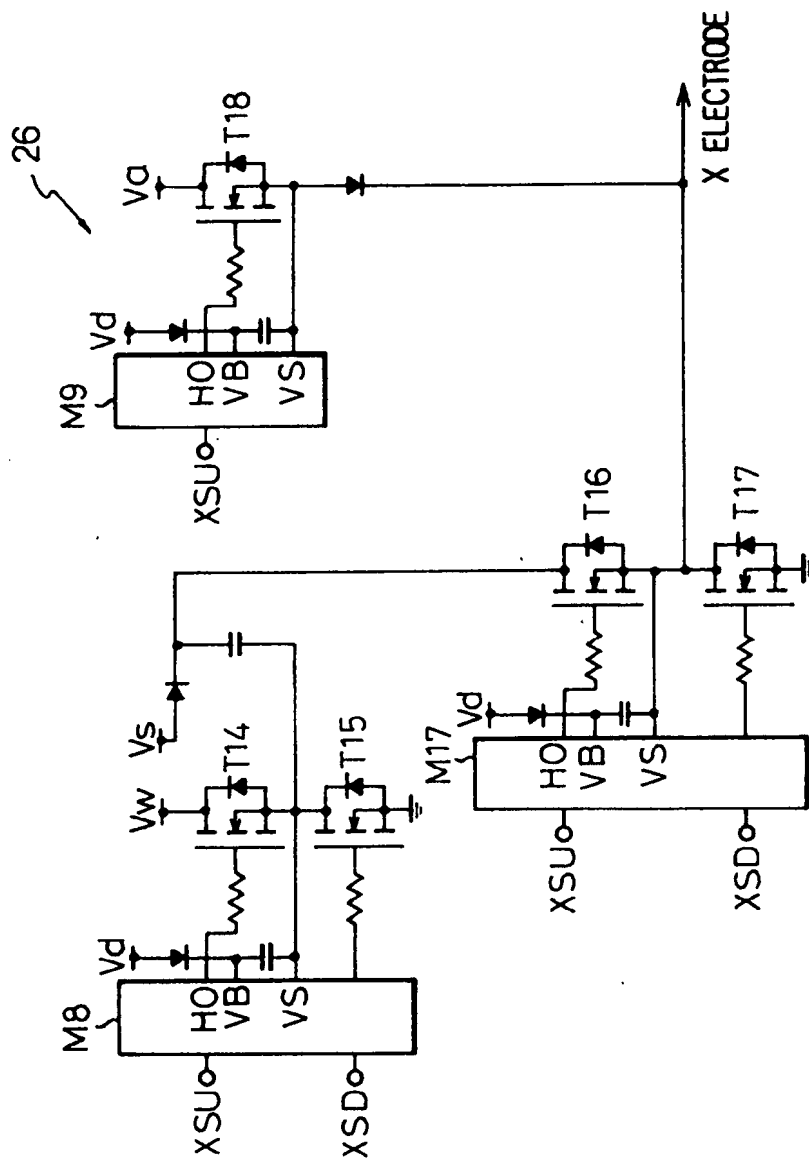 26
Va
T18
Vd
M9
HO
VB
VS
XSU
X ELECTRODE
Vs
Vw
T14
T15
Vd
M8
HO
VB
VS
XSU
XSD
T16
T17
Vd
M17
HO
VB
VS
XSU
XSD